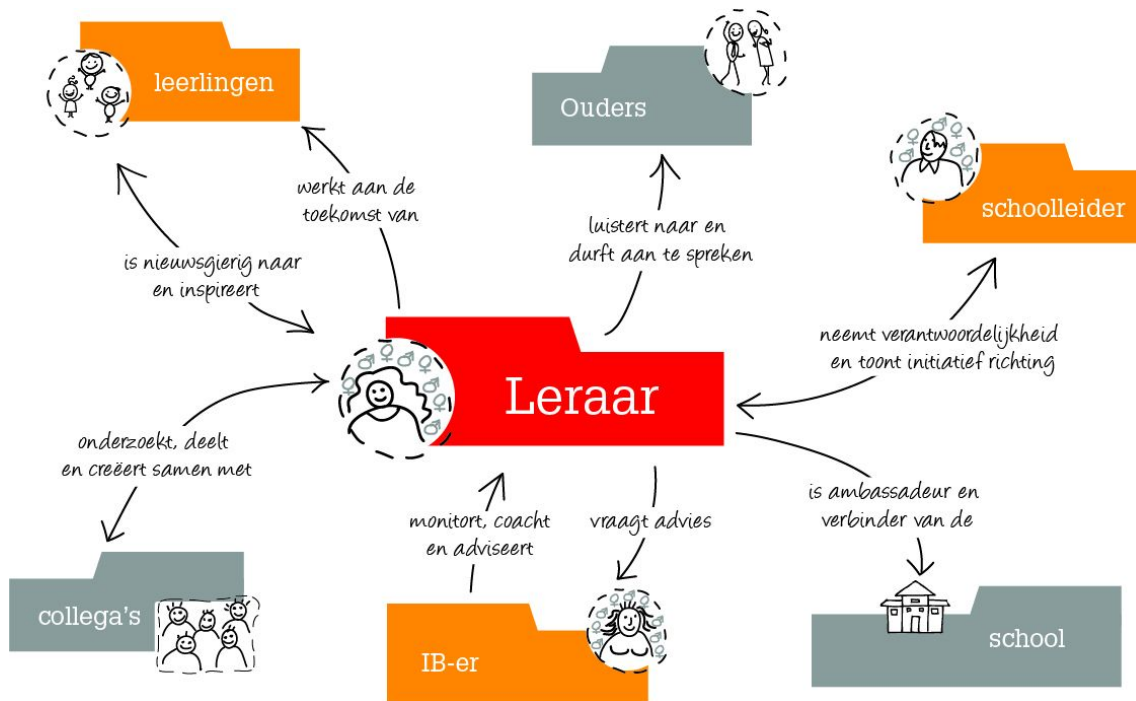 leerlingen
Ouders
schoolleider
werkt aan de
toekomst van
luistert naar en
durft aan te spreken
is nieuwsgierig naar
en inspireert
neemt verantwoordelijkheid
en toont initiatief richting
Leraar
onderzoekt, deelt
en creëert samen met
monitort, coacht
en adviseert
vraagt advies
is ambassadeur en
verbinder van de
collega's
IB-er
school